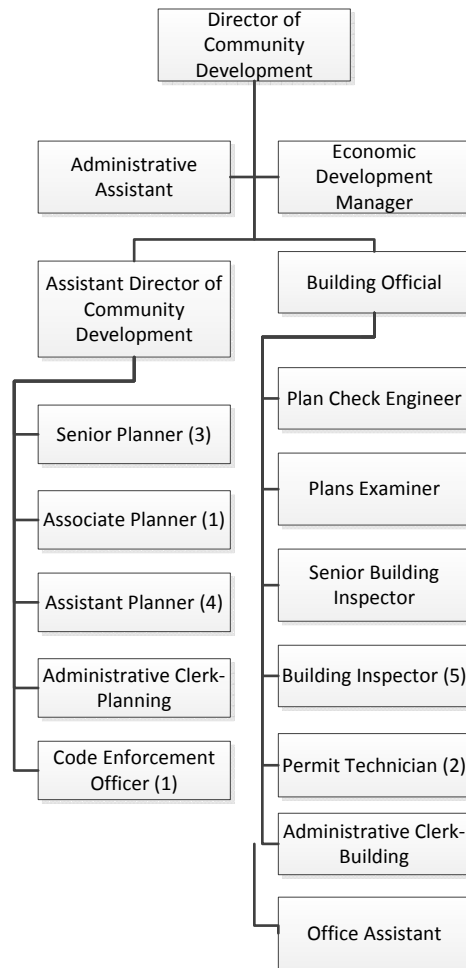 Director of
Community
Development
Administrative
Assistant
Economic
Development
Manager
Assistant Director of
Community
Development
Building Official
Senior Planner (3)
Associate Planner (1)
Assistant Planner (4)
Administrative Clerk-
Planning
Code Enforcement
Officer (1)
Plan Check Engineer
Plans Examiner
Senior Building
Inspector
Building Inspector (5)
Permit Technician (2)
Administrative Clerk-
Building
Office Assistant